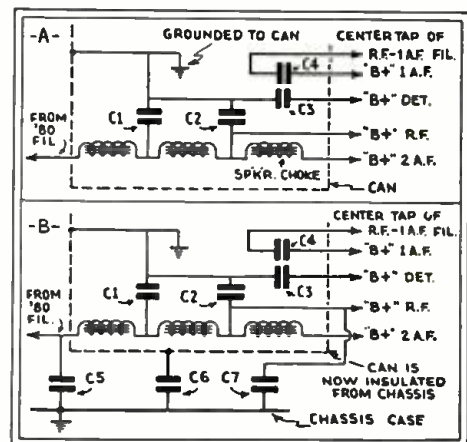 -A-
GROUNDED TO CAN
CENTER TAP OF
R.F.-1 A.F. FIL.
C4
"B+" 1 A.F.
C1
C2
C3
"B+" DET.
FROM
'80
FIL.)
"B+" R.F.
SPKR. CHOKE
"B+" 2 A.F.
CAN
-B-
CENTER TAP OF
R.F.-1 A.F. FIL.
C4
"B+" 1 A.F.
C1
C2
C3
"B+" DET.
FROM
'80
FIL.)
"B+" R.F.
"B+" 2 A.F.
C5
C6
C7
CAN IS
NOW INSULATED
FROM CHASSIS
CHASSIS CASE